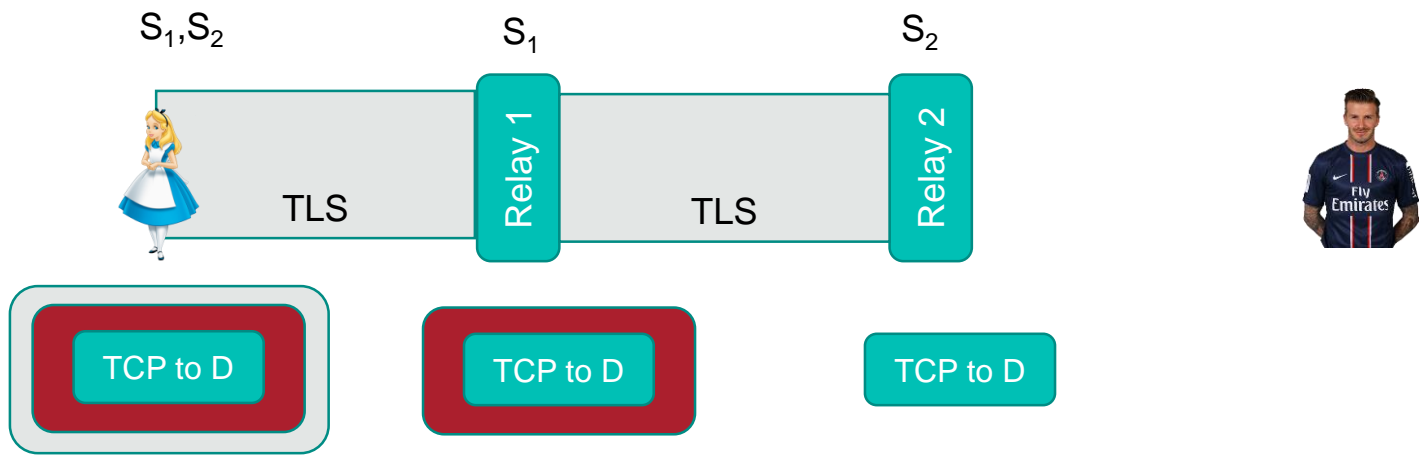 S₁,S₂
S₁
S₂
TLS
Relay 1
TLS
Relay 2
Fly
Emirates
TCP to D
TCP to D
TCP to D